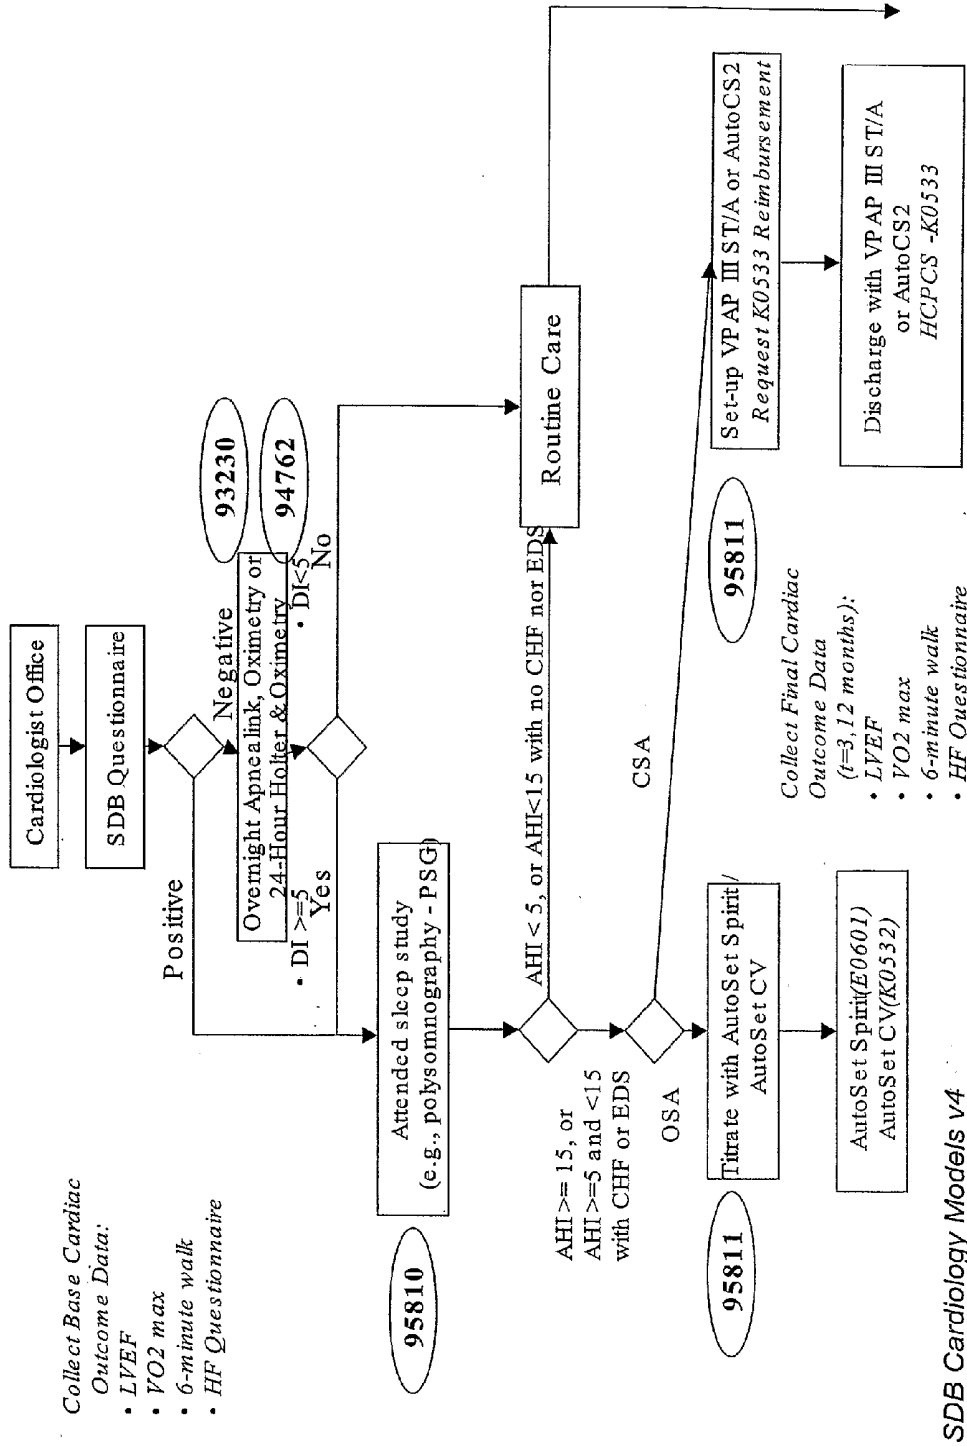 Cardiologist Office
SDB Questionnaire
Collect Base Cardiac
Outcome Data:
• LVEF
• VO2 max
• 6-minute walk
• HF Questionnaire
Positive
Negative
93230
Overnight Apnealink, Oximetry or
24-Hour Holter & Oximetry
94762
• DI >=5
Yes
• DI<5
No
95810
Attended sleep study
(e.g., polysomnography - PSG)
AHI < 5, or AHI<15 with no CHF nor EDS
Routine Care
AHI>= 15, or
AHI>=5 and <15
with CHF or EDS
OSA
CSA
95811
Titrate with AutoSet Spirit /
AutoSet CV
95811
Set-up VPAP III ST/A or AutoCS2
Request K0533 Reimbursement
AutoSet Spirit(E0601)
AutoSet CV(K0532)
Collect Final Cardiac
Outcome Data
(t=3,12 months):
• LVEF
• VO2 max
• 6-minute walk
• HF Questionnaire
Discharge with VPAP III ST/A
or AutoCS2
HCPCS -K0533
SDB Cardiology Models v4